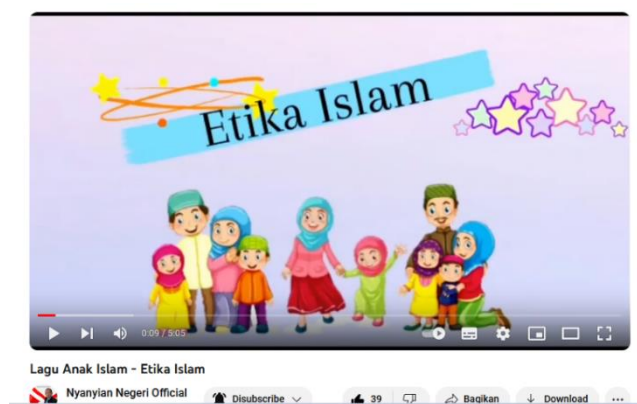 Etika Islam
0:09 / 5:05
Lagu Anak Islam - Etika Islam
Nyanyian Negeri Official
Disubscribe
39
Bagikan
Download